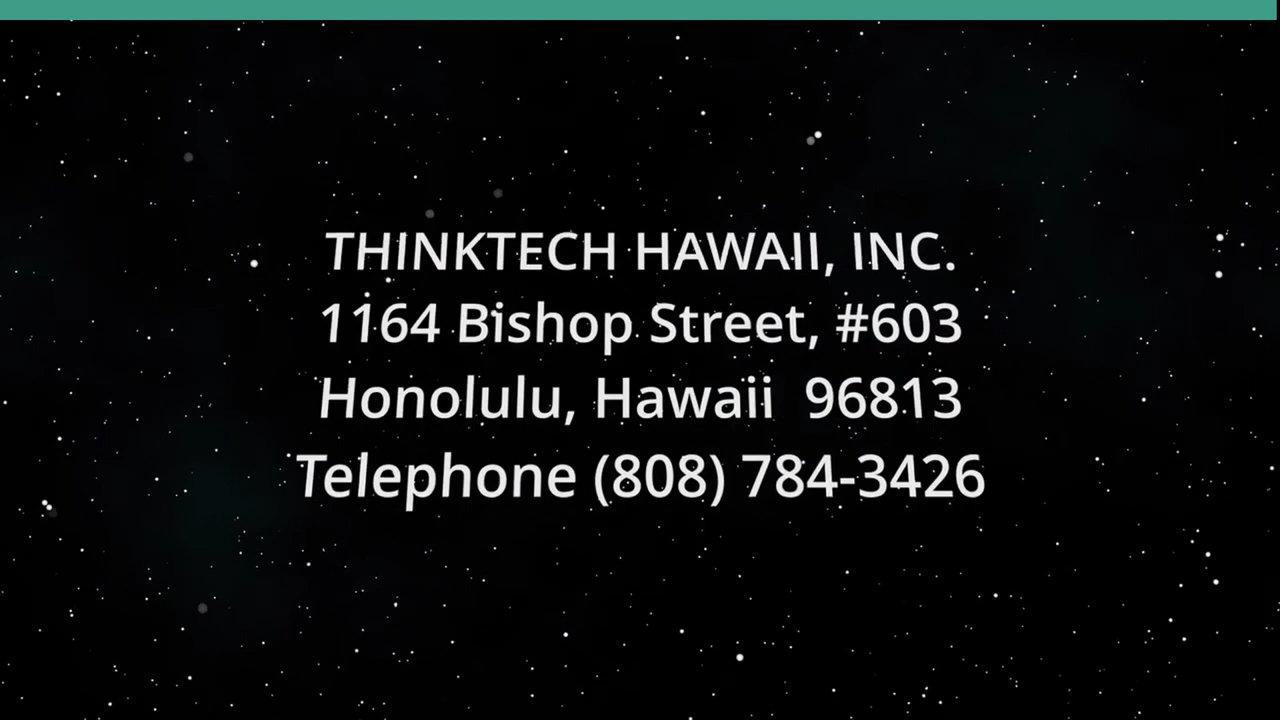 THINKTECH HAWAII, INC.
1164 Bishop Street, #603
Honolulu, Hawaii  96813
Telephone (808) 784-3426